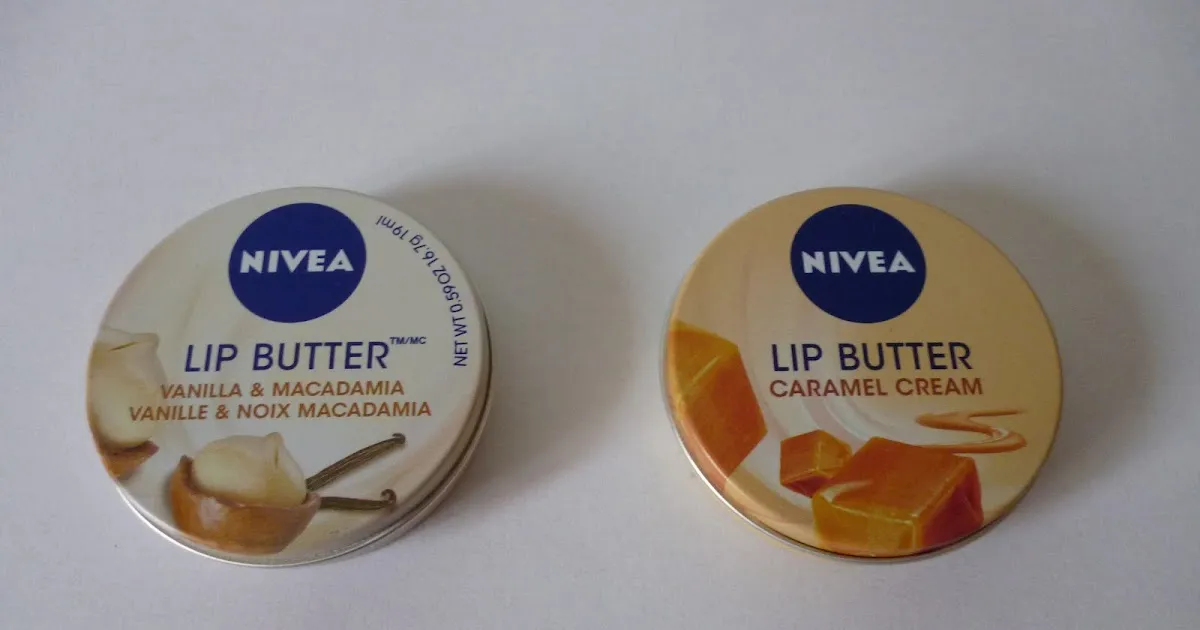 NIVEA
NET WT 0.59OZ 16,7g 19ml
LIP BUTTER™/MC
VANILLA & MACADAMIA
VANILLE & NOIX MACADAMIA
NIVEA
LIP BUTTER
CARAMEL CREAM